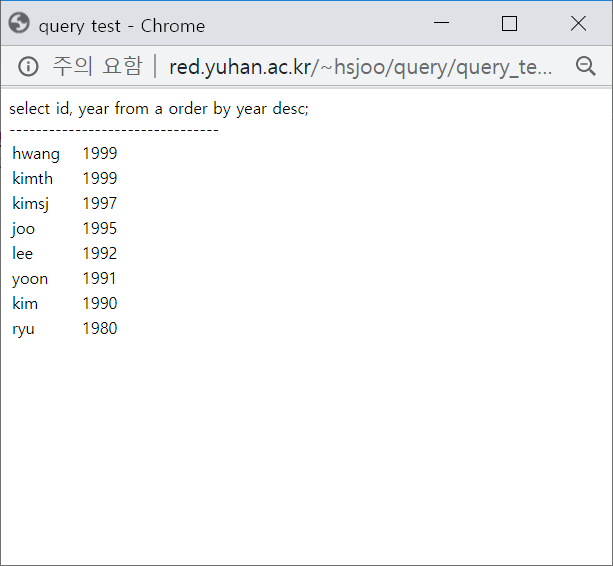 query test - Chrome
주의 요함 | red.yuhan.ac.kr/~hsjoo/query/query_te...
select id, year from a order by year desc;
--------------------------------
hwang 1999
kimth 1999
kimsj 1997
joo 1995
lee 1992
yoon 1991
kim 1990
ryu 1980